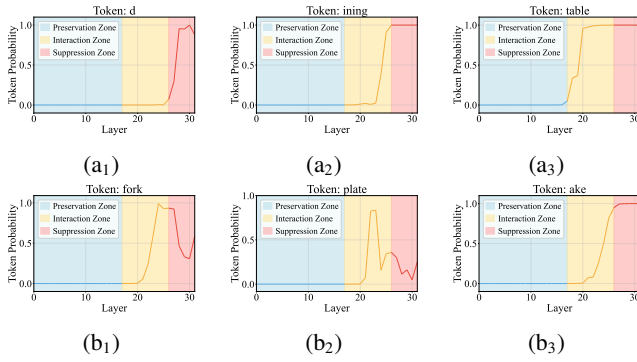 Token: d
Token Probability
1.0
0.5
0.0
Preservation Zone
Interaction Zone
Suppression Zone
0 10 20 30
Layer
(a1)
Token: ining
Token Probability
1.0
0.5
0.0
Preservation Zone
Interaction Zone
Suppression Zone
0 10 20 30
Layer
(a2)
Token: table
Token Probability
1.0
0.5
0.0
Preservation Zone
Interaction Zone
Suppression Zone
0 10 20 30
Layer
(a3)
Token: fork
Token Probability
1.0
0.5
0.0
Preservation Zone
Interaction Zone
Suppression Zone
0 10 20 30
Layer
(b1)
Token: plate
Token Probability
1.0
0.5
0.0
Preservation Zone
Interaction Zone
Suppression Zone
0 10 20 30
Layer
(b2)
Token: ake
Token Probability
1.0
0.5
0.0
Preservation Zone
Interaction Zone
Suppression Zone
0 10 20 30
Layer
(b3)